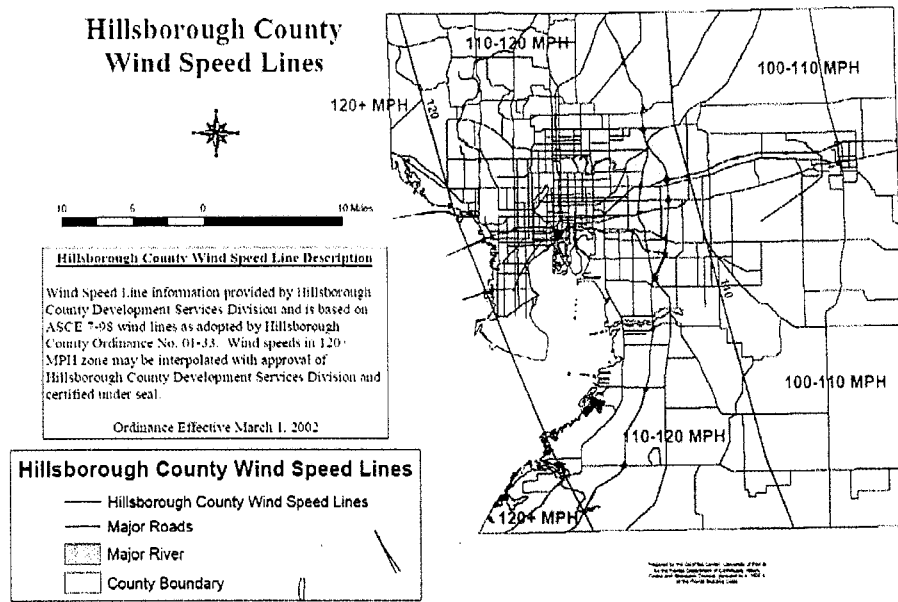 Hillsborough County
Wind Speed Lines
10 5 0 10 Miles
Hillsborough County Wind Speed Line Description
Wind Speed Line information provided by Hillsborough
County Development Services Division and is based on
ASCE 7-98 wind lines as adopted by Hillsborough
County Ordinance No. 01-33. Wind speeds in 120+
MPH zone may be interpolated with approval of
Hillsborough County Development Services Division and
certified under seal.
Ordinance Effective March 1, 2002
Hillsborough County Wind Speed Lines
Hillsborough County Wind Speed Lines
Major Roads
Major River
County Boundary
110-120 MPH
100-110 MPH
120+ MPH
120
110
100-110 MPH
110-120 MPH
120+ MPH